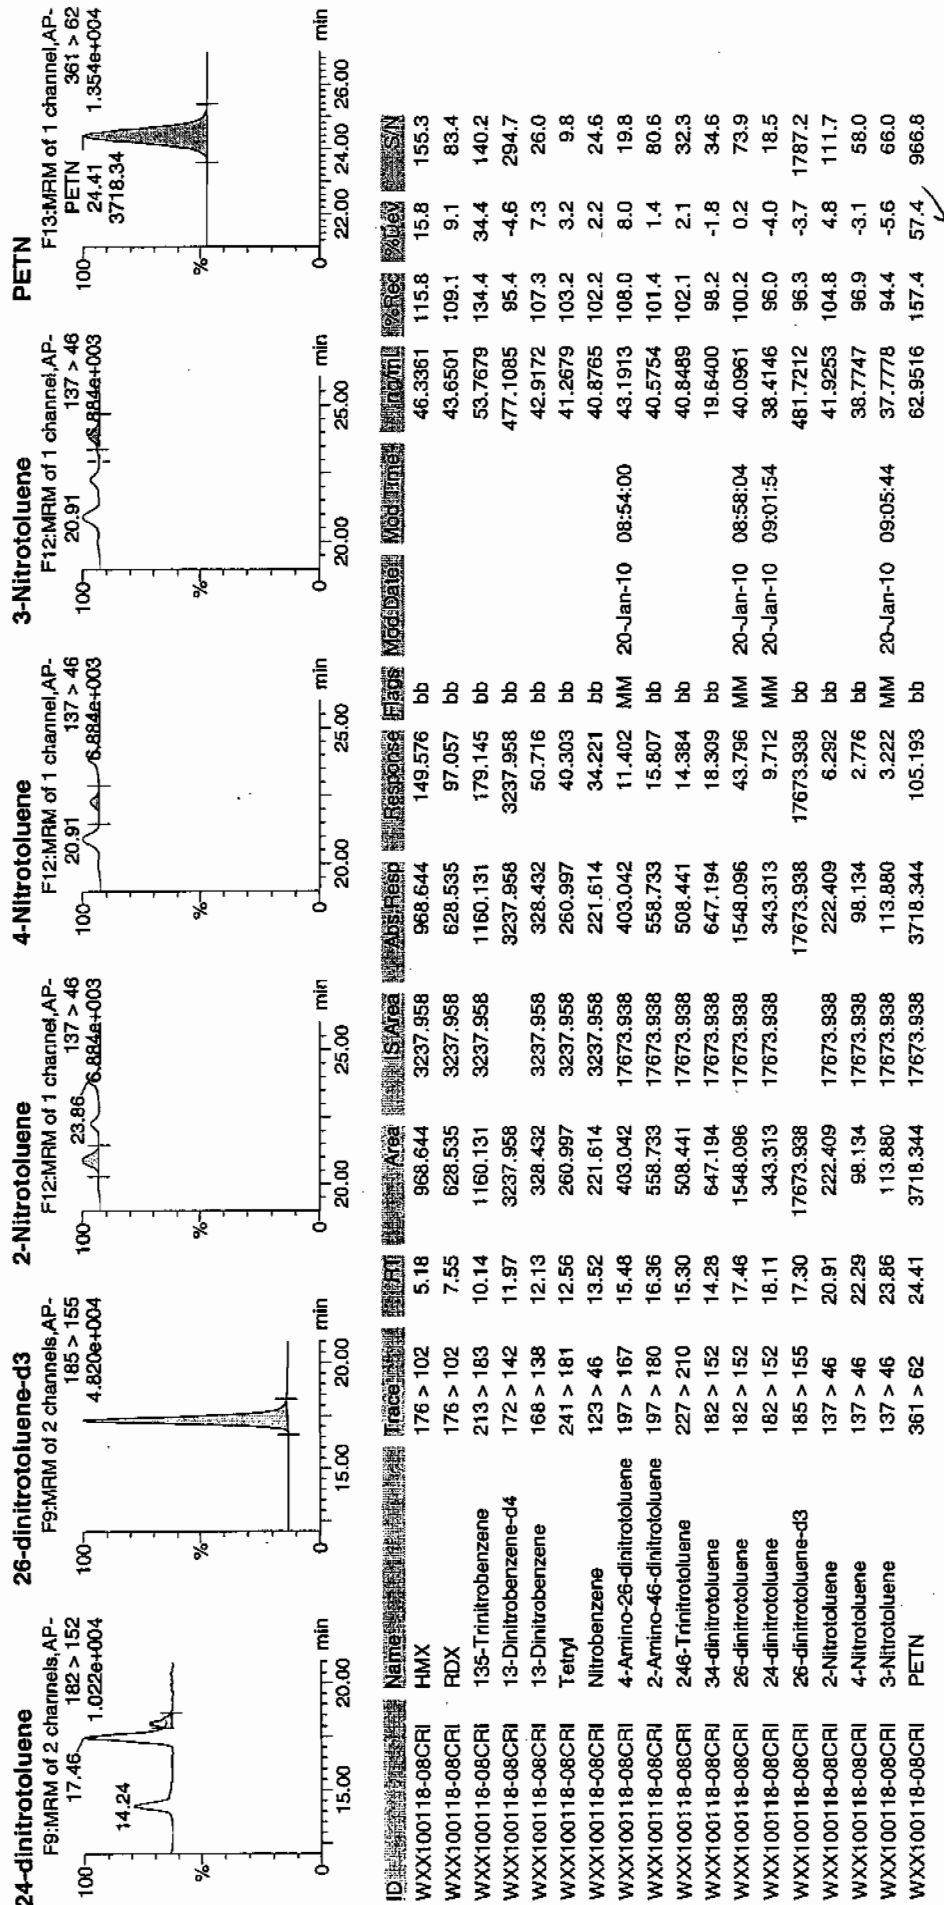 24-dinitrotoluene
F9:MRM of 2 channels,AP-
17.46 182 > 152
1.022e+004
14.24
100
%
0
15.00 20.00 min
26-dinitrotoluene-d3
F9:MRM of 2 channels,AP-
185 > 155
4.820e+004
100
%
0
15.00 20.00 min
2-Nitrotoluene
F12:MRM of 1 channel,AP-
23.86 137 > 46
6.884e+003
100
%
0
20.00 25.00 min
4-Nitrotoluene
F12:MRM of 1 channel,AP-
20.91 137 > 46
6.884e+003
100
%
0
20.00 25.00 min
3-Nitrotoluene
F12:MRM of 1 channel,AP-
20.91 137 > 46
6.884e+003
100
%
0
20.00 25.00 min
PETN
F13:MRM of 1 channel,AP-
PETN 361 > 62
24.41 1.354e+004
3718.34
100
%
0
22.00 24.00 26.00 min
ID Name Trace RT Area IS Area Abs.Resp Response Flags Mod.Date Mod.Time ng/mL %Rec %Dev S/N
WXX100118-08CRI HMX 176 > 102 5.18 968.644 3237.958 968.644 149.576 bb 46.3361 115.8 15.8 155.3
WXX100118-08CRI RDX 176 > 102 7.55 628.535 3237.958 628.535 97.057 bb 43.6501 109.1 9.1 83.4
WXX100118-08CRI 135-Trinitrobenzene 213 > 183 10.14 1160.131 3237.958 1160.131 179.145 bb 53.7679 134.4 34.4 140.2
WXX100118-08CRI 13-Dinitrobenzene-d4 172 > 142 11.97 3237.958 3237.958 3237.958 bb 477.1085 95.4 -4.6 294.7
WXX100118-08CRI 13-Dinitrobenzene 168 > 138 12.13 328.432 3237.958 328.432 50.716 bb 42.9172 107.3 7.3 26.0
WXX100118-08CRI Tetryl 241 > 181 12.56 260.997 3237.958 260.997 40.303 bb 41.2679 103.2 3.2 9.8
WXX100118-08CRI Nitrobenzene 123 > 46 13.52 221.614 3237.958 221.614 34.221 bb 40.8765 102.2 2.2 24.6
WXX100118-08CRI 4-Amino-26-dinitrotoluene 197 > 167 15.48 403.042 17673.938 403.042 11.402 MM 20-Jan-10 08:54:00 43.1913 108.0 8.0 19.8
WXX100118-08CRI 2-Amino-46-dinitrotoluene 197 > 180 16.36 558.733 17673.938 558.733 15.807 bb 40.5754 101.4 1.4 80.6
WXX100118-08CRI 246-Trinitrotoluene 227 > 210 15.30 508.441 17673.938 508.441 14.384 bb 40.8489 102.1 2.1 32.3
WXX100118-08CRI 34-dinitrotoluene 182 > 152 14.28 647.194 17673.938 647.194 18.309 bb 19.6400 98.2 -1.8 34.6
WXX100118-08CRI 26-dinitrotoluene 182 > 152 17.46 1548.096 17673.938 1548.096 43.796 MM 20-Jan-10 08:58:04 40.0961 100.2 0.2 73.9
WXX100118-08CRI 24-dinitrotoluene 182 > 152 18.11 343.313 17673.938 343.313 9.712 MM 20-Jan-10 09:01:54 38.4146 96.0 -4.0 18.5
WXX100118-08CRI 26-dinitrotoluene-d3 185 > 155 17.30 17673.938 17673.938 17673.938 bb 481.7212 96.3 -3.7 1787.2
WXX100118-08CRI 2-Nitrotoluene 137 > 46 20.91 222.409 17673.938 222.409 6.292 bb 41.9253 104.8 4.8 111.7
WXX100118-08CRI 4-Nitrotoluene 137 > 46 22.29 98.134 17673.938 98.134 2.776 bb 38.7747 96.9 -3.1 58.0
WXX100118-08CRI 3-Nitrotoluene 137 > 46 23.86 113.880 17673.938 113.880 3.222 MM 20-Jan-10 09:05:44 37.7778 94.4 -5.6 66.0
WXX100118-08CRI PETN 361 > 62 24.41 3718.344 17673.938 3718.344 105.193 bb 62.9516 157.4 57.4 966.8